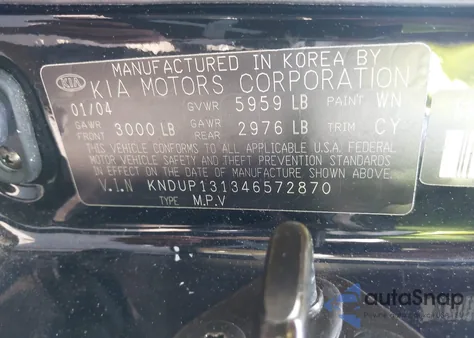 MANUFACTURED IN KOREA BY
KIA KIA MOTORS CORPORATION
01/04 GVWR 5959 LB PAINT WN
GAWR FRONT 3000 LB GAWR REAR 2976 LB TRIM CY
THIS VEHICLE CONFORMS TO ALL APPLICABLE U.S.A. FEDERAL
MOTOR VEHICLE SAFETY AND THEFT PREVENTION STANDARDS
IN EFFECT ON THE DATE OF MANUFACTURE SHOWN ABOVE.
V.I.N KNDUP131346572870
TYPE M.P.V
autaSnap